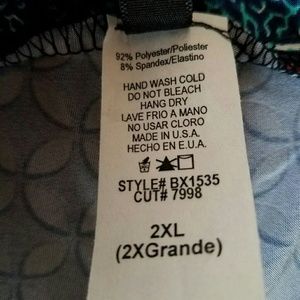 92% Polyester/Poliester
8% Spandex/Elastino
HAND WASH COLD
DO NOT BLEACH
HANG DRY
LAVE FRIO A MANO
NO USAR CLORO
MADE IN U.S.A.
HECHO EN E.U.A.
STYLE# BX1535
CUT# 7998
2XL
(2XGrande)